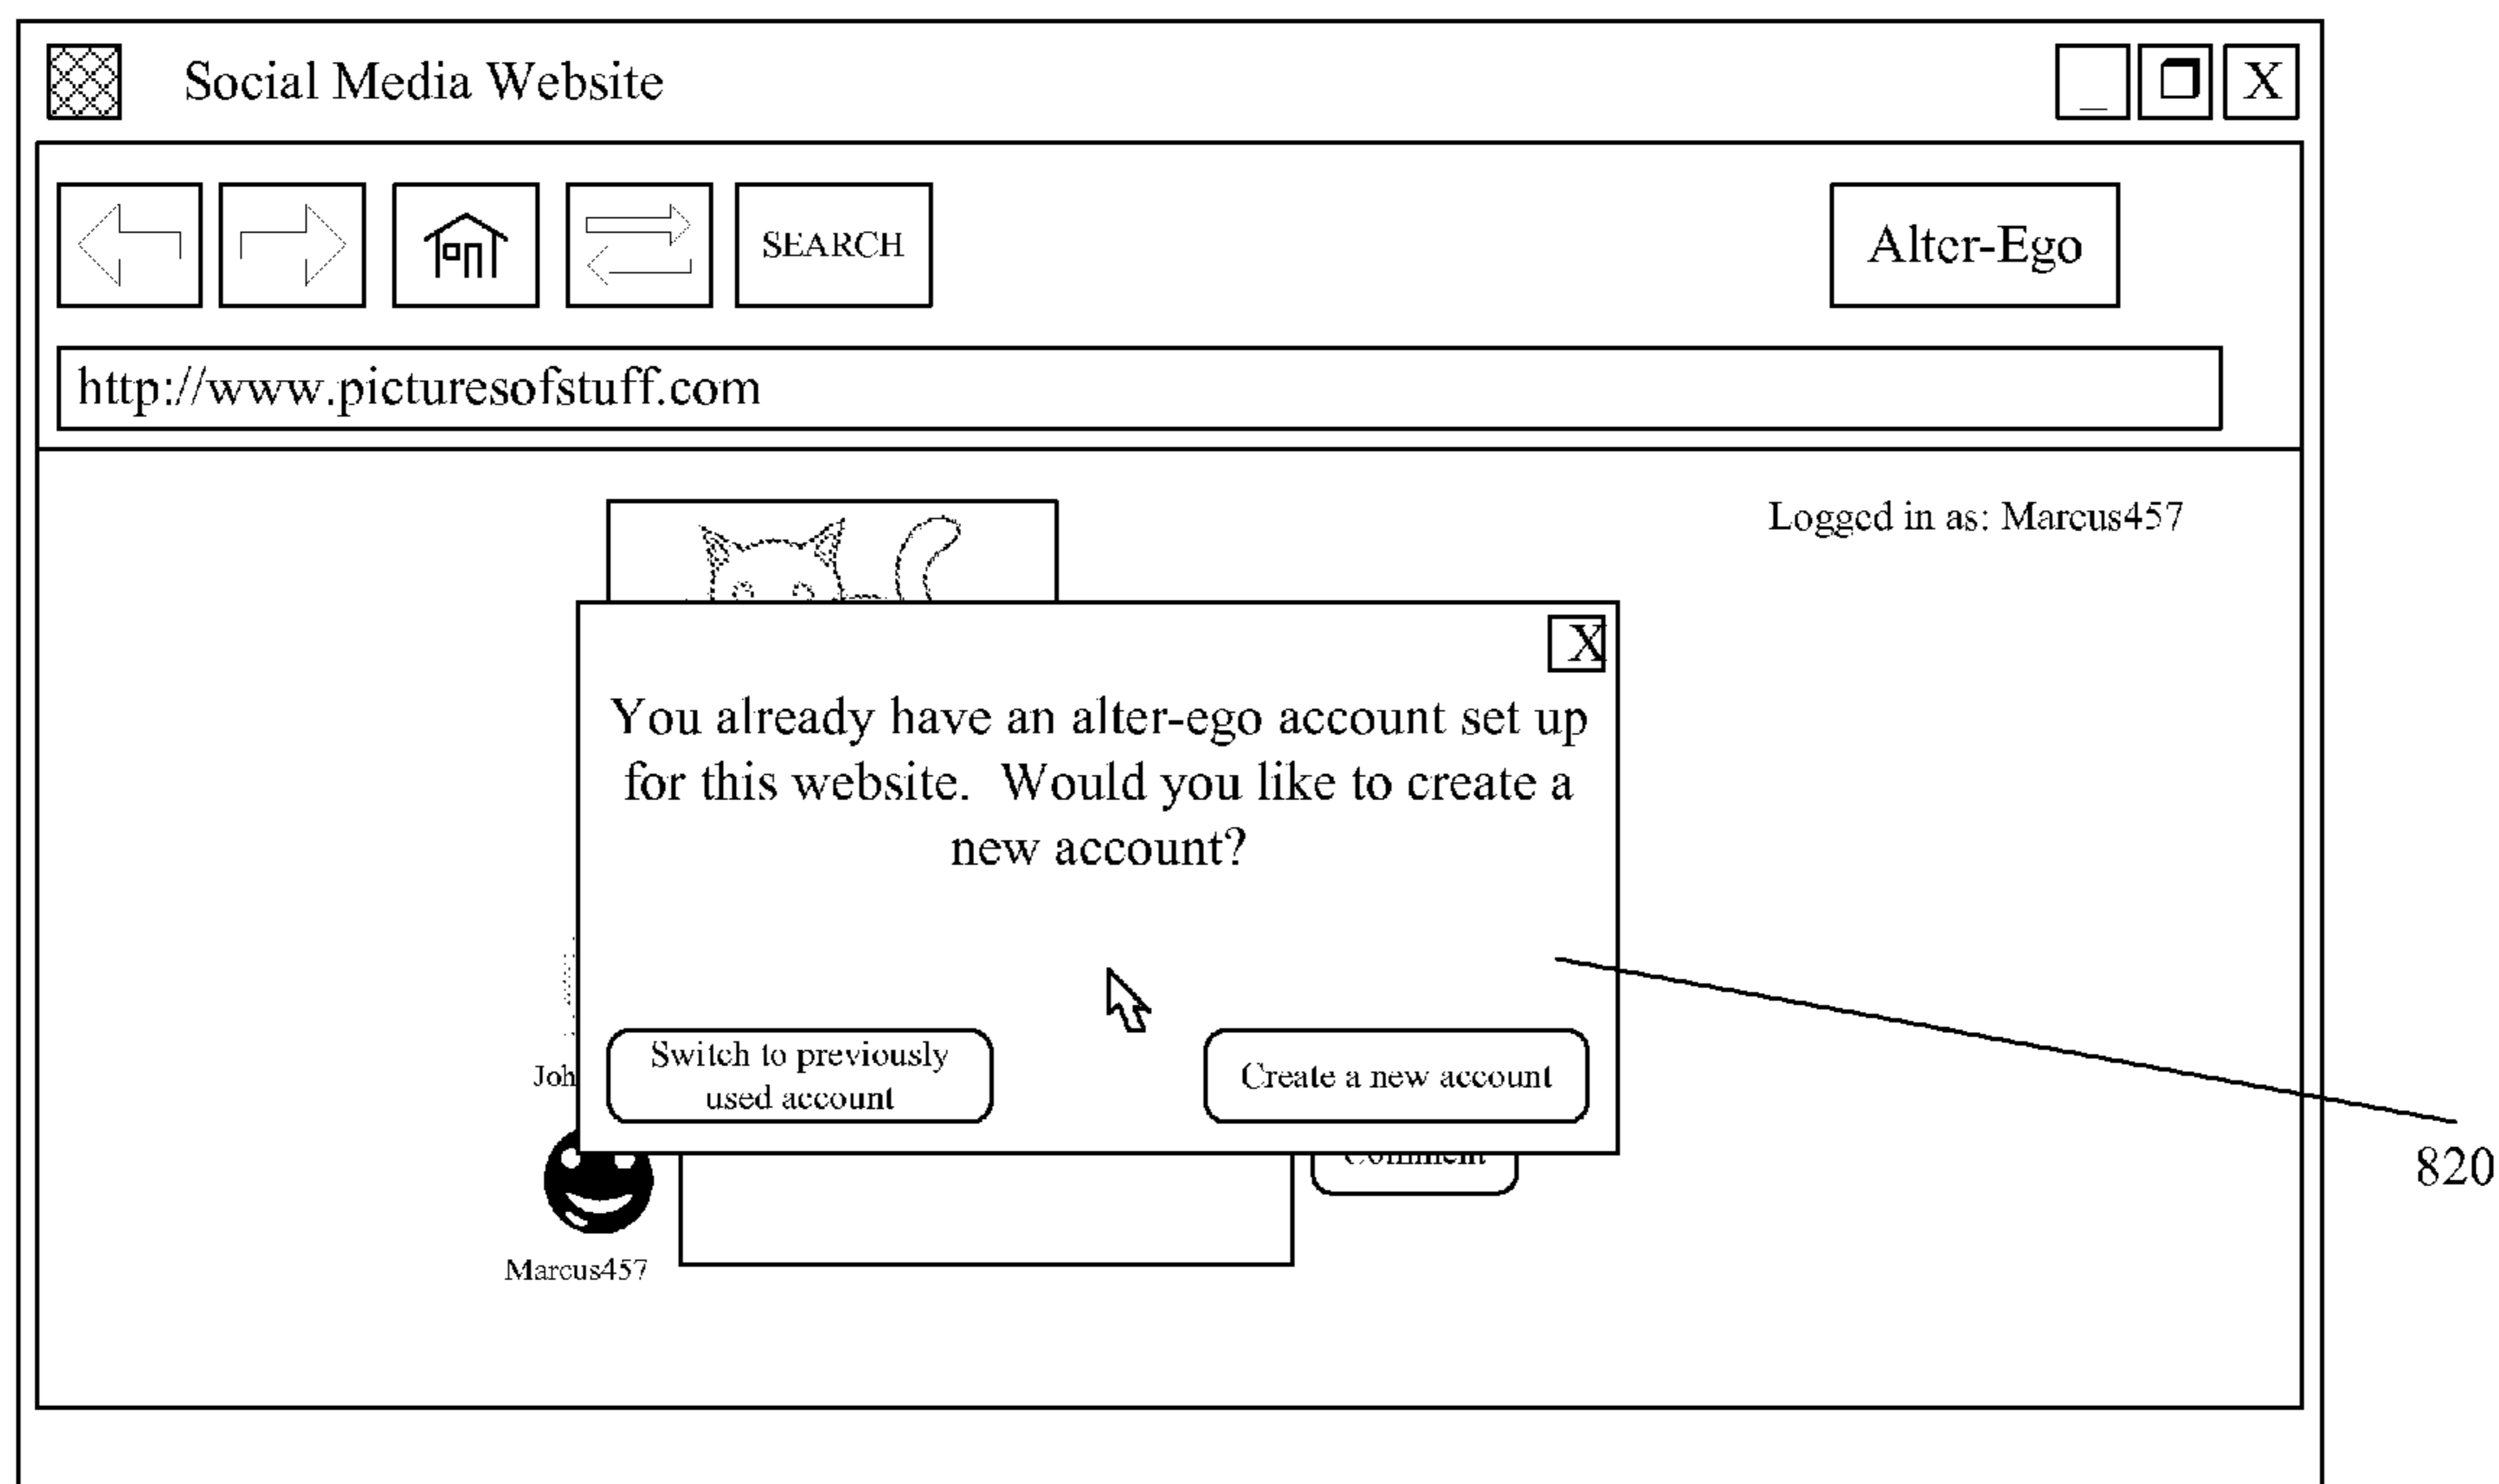 Social Media Website
_ X
SEARCH
Alter-Ego
http://www.picturesofstuff.com
Logged in as: Marcus457
X
You already have an alter-ego account set up
for this website. Would you like to create a
new account?
Switch to previously
used account
Create a new account
Joh
Comment
820
Marcus457